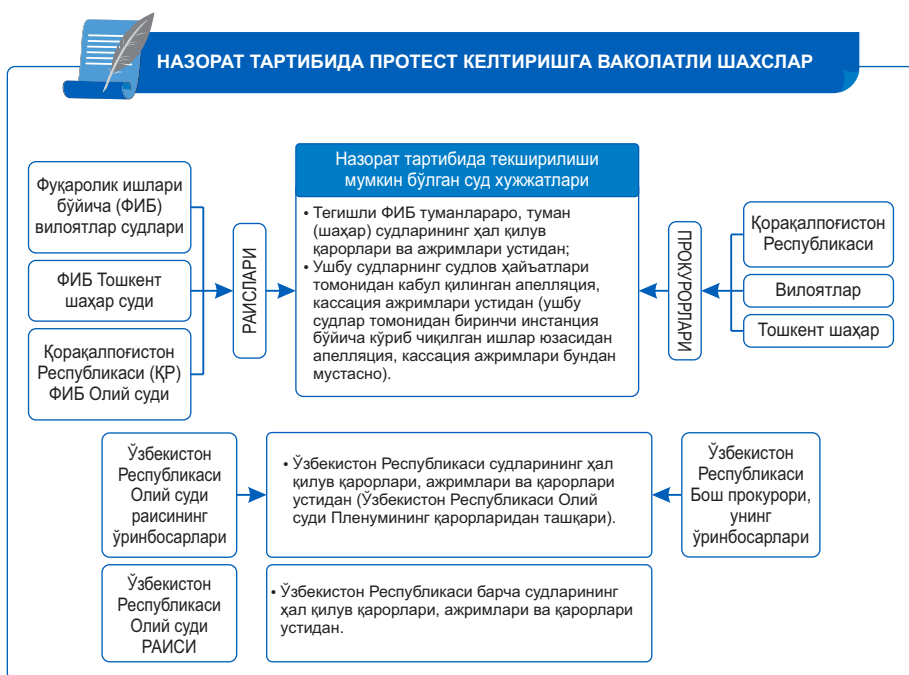 НАЗОРАТ ТАРТИБИДА ПРОТЕСТ КЕЛТИРИШГА ВАКОЛАТЛИ ШАХСЛАР
Фуқаролик ишлари
бўйича (ФИБ)
вилоятлар судлари
ФИБ Тошкент
шаҳар суди
Қорақалпоғистон
Республикаси (ҚР)
ФИБ Олий суди
РАИСЛАРИ
Назорат тартибида текширилиши
мумкин бўлган суд хужжатлари
• Тегишли ФИБ туманлараро, туман
(шаҳар) судларининг ҳал қилув
қарорлари ва ажримлари устидан;
• Ушбу судларнинг судлов ҳайъатлари
томонидан кабул қилинган апелляция,
кассация ажримлари устидан (ушбу
судлар томонидан биринчи инстанция
бўйича кўриб чиқилган ишлар юзасидан
апелляция, кассация ажримлари бундан
мустасно).
ПРОКУРОРЛАРИ
Қорақалпоғистон
Республикаси
Вилоятлар
Тошкент шаҳар
Ўзбекистон
Республикаси
Олий суди
раисининг
ўринбосарлари
• Ўзбекистон Республикаси судларининг ҳал
қилув қарорлари, ажримлари ва қарорлари
устидан (Ўзбекистон Республикаси Олий
суди Пленумининг қарорларидан ташқари).
Ўзбекистон
Республикаси
Бош прокурори,
унинг
ўринбосарлари
Ўзбекистон
Республикаси
Олий суди
РАИСИ
• Ўзбекистон Республикаси барча судларининг
ҳал қилув қарорлари, ажримлари ва қарорлари
устидан.